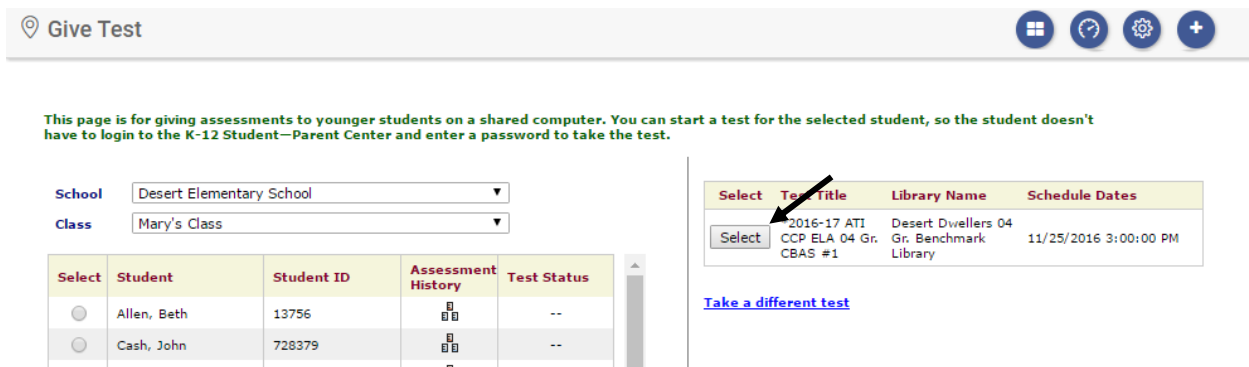 Give Test
This page is for giving assessments to younger students on a shared computer. You can start a test for the selected student, so the student doesn't
have to login to the K-12 Student—Parent Center and enter a password to take the test.
School Desert Elementary School
Class Mary's Class
Select Student Student ID Assessment History Test Status
Allen, Beth 13756 --
Cash, John 728379 --
Select Test Title Library Name Schedule Dates
Select *2016-17 ATI CCP ELA 04 Gr. CBAS #1 Desert Dwellers 04 Gr. Benchmark Library 11/25/2016 3:00:00 PM
Take a different test